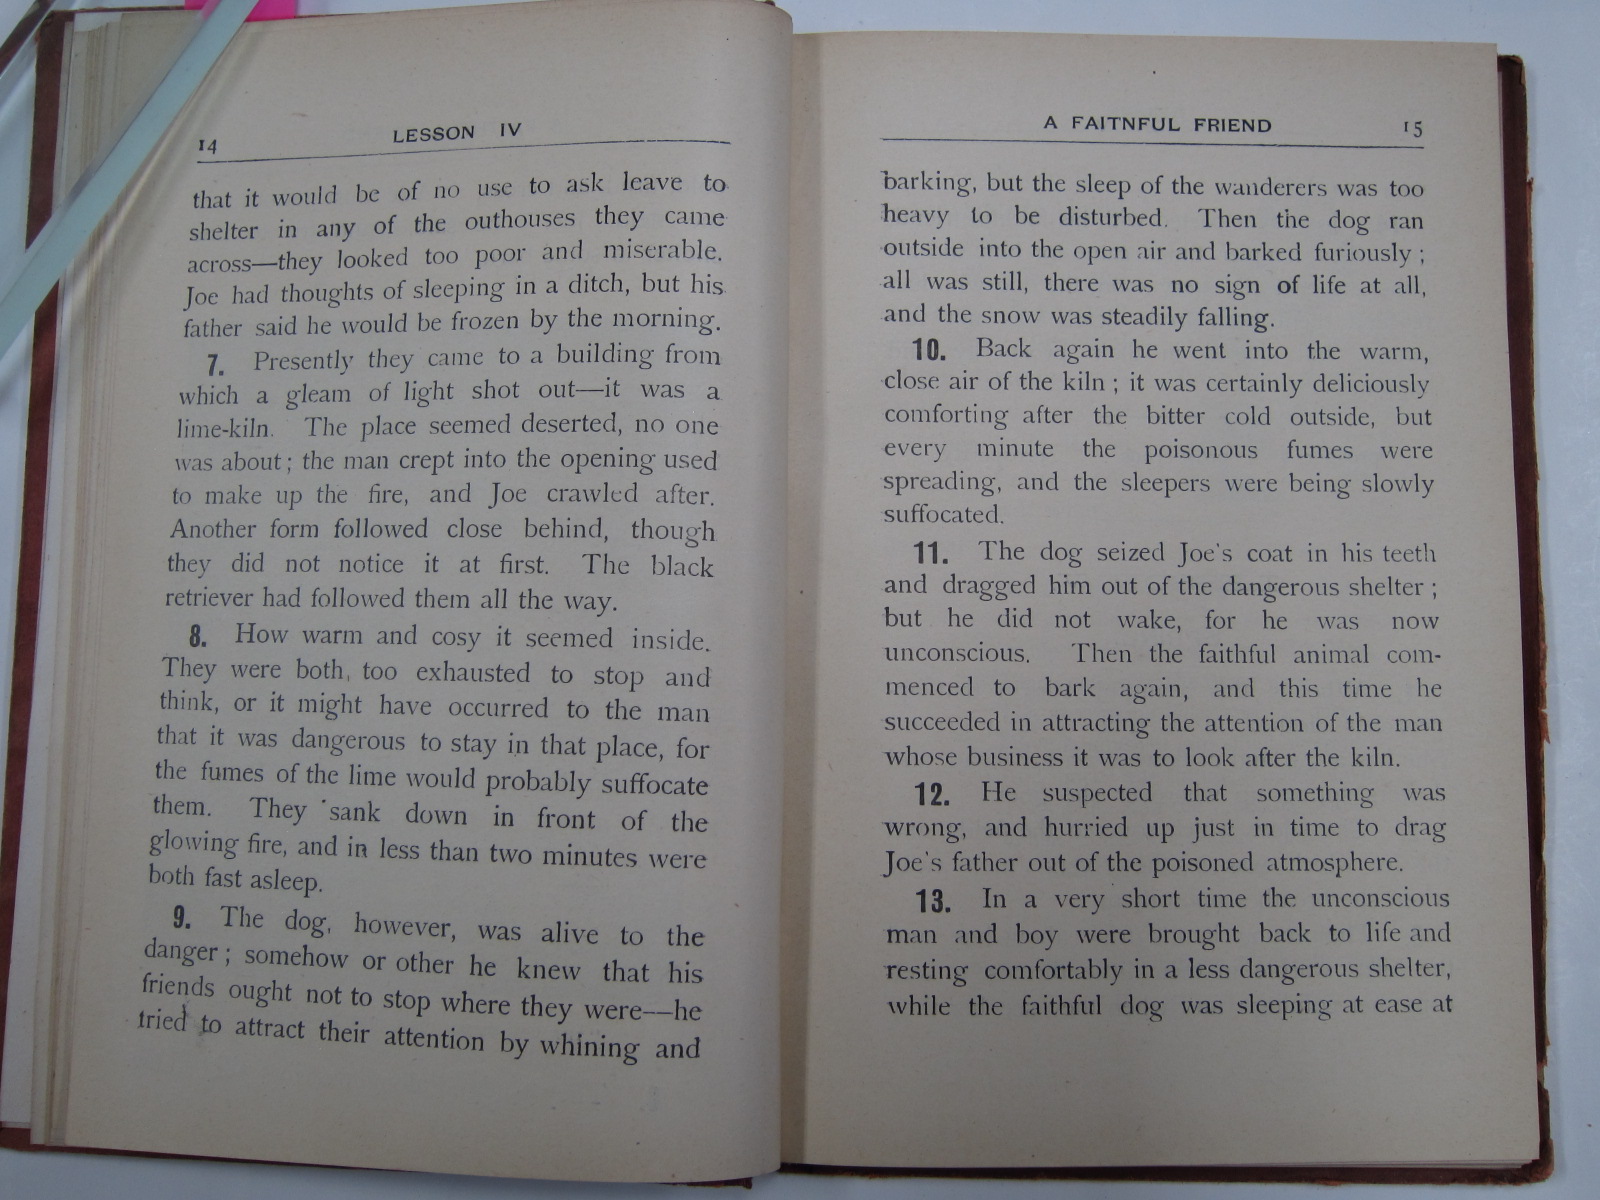 14 LESSON IV
that it would be of no use to ask leave to
shelter in any of the outhouses they came
across—they looked too poor and miserable.
Joe had thoughts of sleeping in a ditch, but his
father said he would be frozen by the morning.
7. Presently they came to a building from
which a gleam of light shot out—it was a
lime-kiln. The place seemed deserted, no one
was about; the man crept into the opening used
to make up the fire, and Joe crawled after.
Another form followed close behind, though
they did not notice it at first. The black
retriever had followed them all the way.
8. How warm and cosy it seemed inside.
They were both, too exhausted to stop and
think, or it might have occurred to the man
that it was dangerous to stay in that place, for
the fumes of the lime would probably suffocate
them. They sank down in front of the
glowing fire, and in less than two minutes were
both fast asleep.
9. The dog, however, was alive to the
danger; somehow or other he knew that his
friends ought not to stop where they were—he
tried to attract their attention by whining and
A FAITNFUL FRIEND 15
barking, but the sleep of the wanderers was too
heavy to be disturbed. Then the dog ran
outside into the open air and barked furiously;
all was still, there was no sign of life at all,
and the snow was steadily falling.
10. Back again he went into the warm,
close air of the kiln; it was certainly deliciously
comforting after the bitter cold outside, but
every minute the poisonous fumes were
spreading, and the sleepers were being slowly
suffocated.
11. The dog seized Joe's coat in his teeth
and dragged him out of the dangerous shelter;
but he did not wake, for he was now
unconscious. Then the faithful animal com-
menced to bark again, and this time he
succeeded in attracting the attention of the man
whose business it was to look after the kiln.
12. He suspected that something was
wrong, and hurried up just in time to drag
Joe's father out of the poisoned atmosphere.
13. In a very short time the unconscious
man and boy were brought back to life and
resting comfortably in a less dangerous shelter,
while the faithful dog was sleeping at ease at